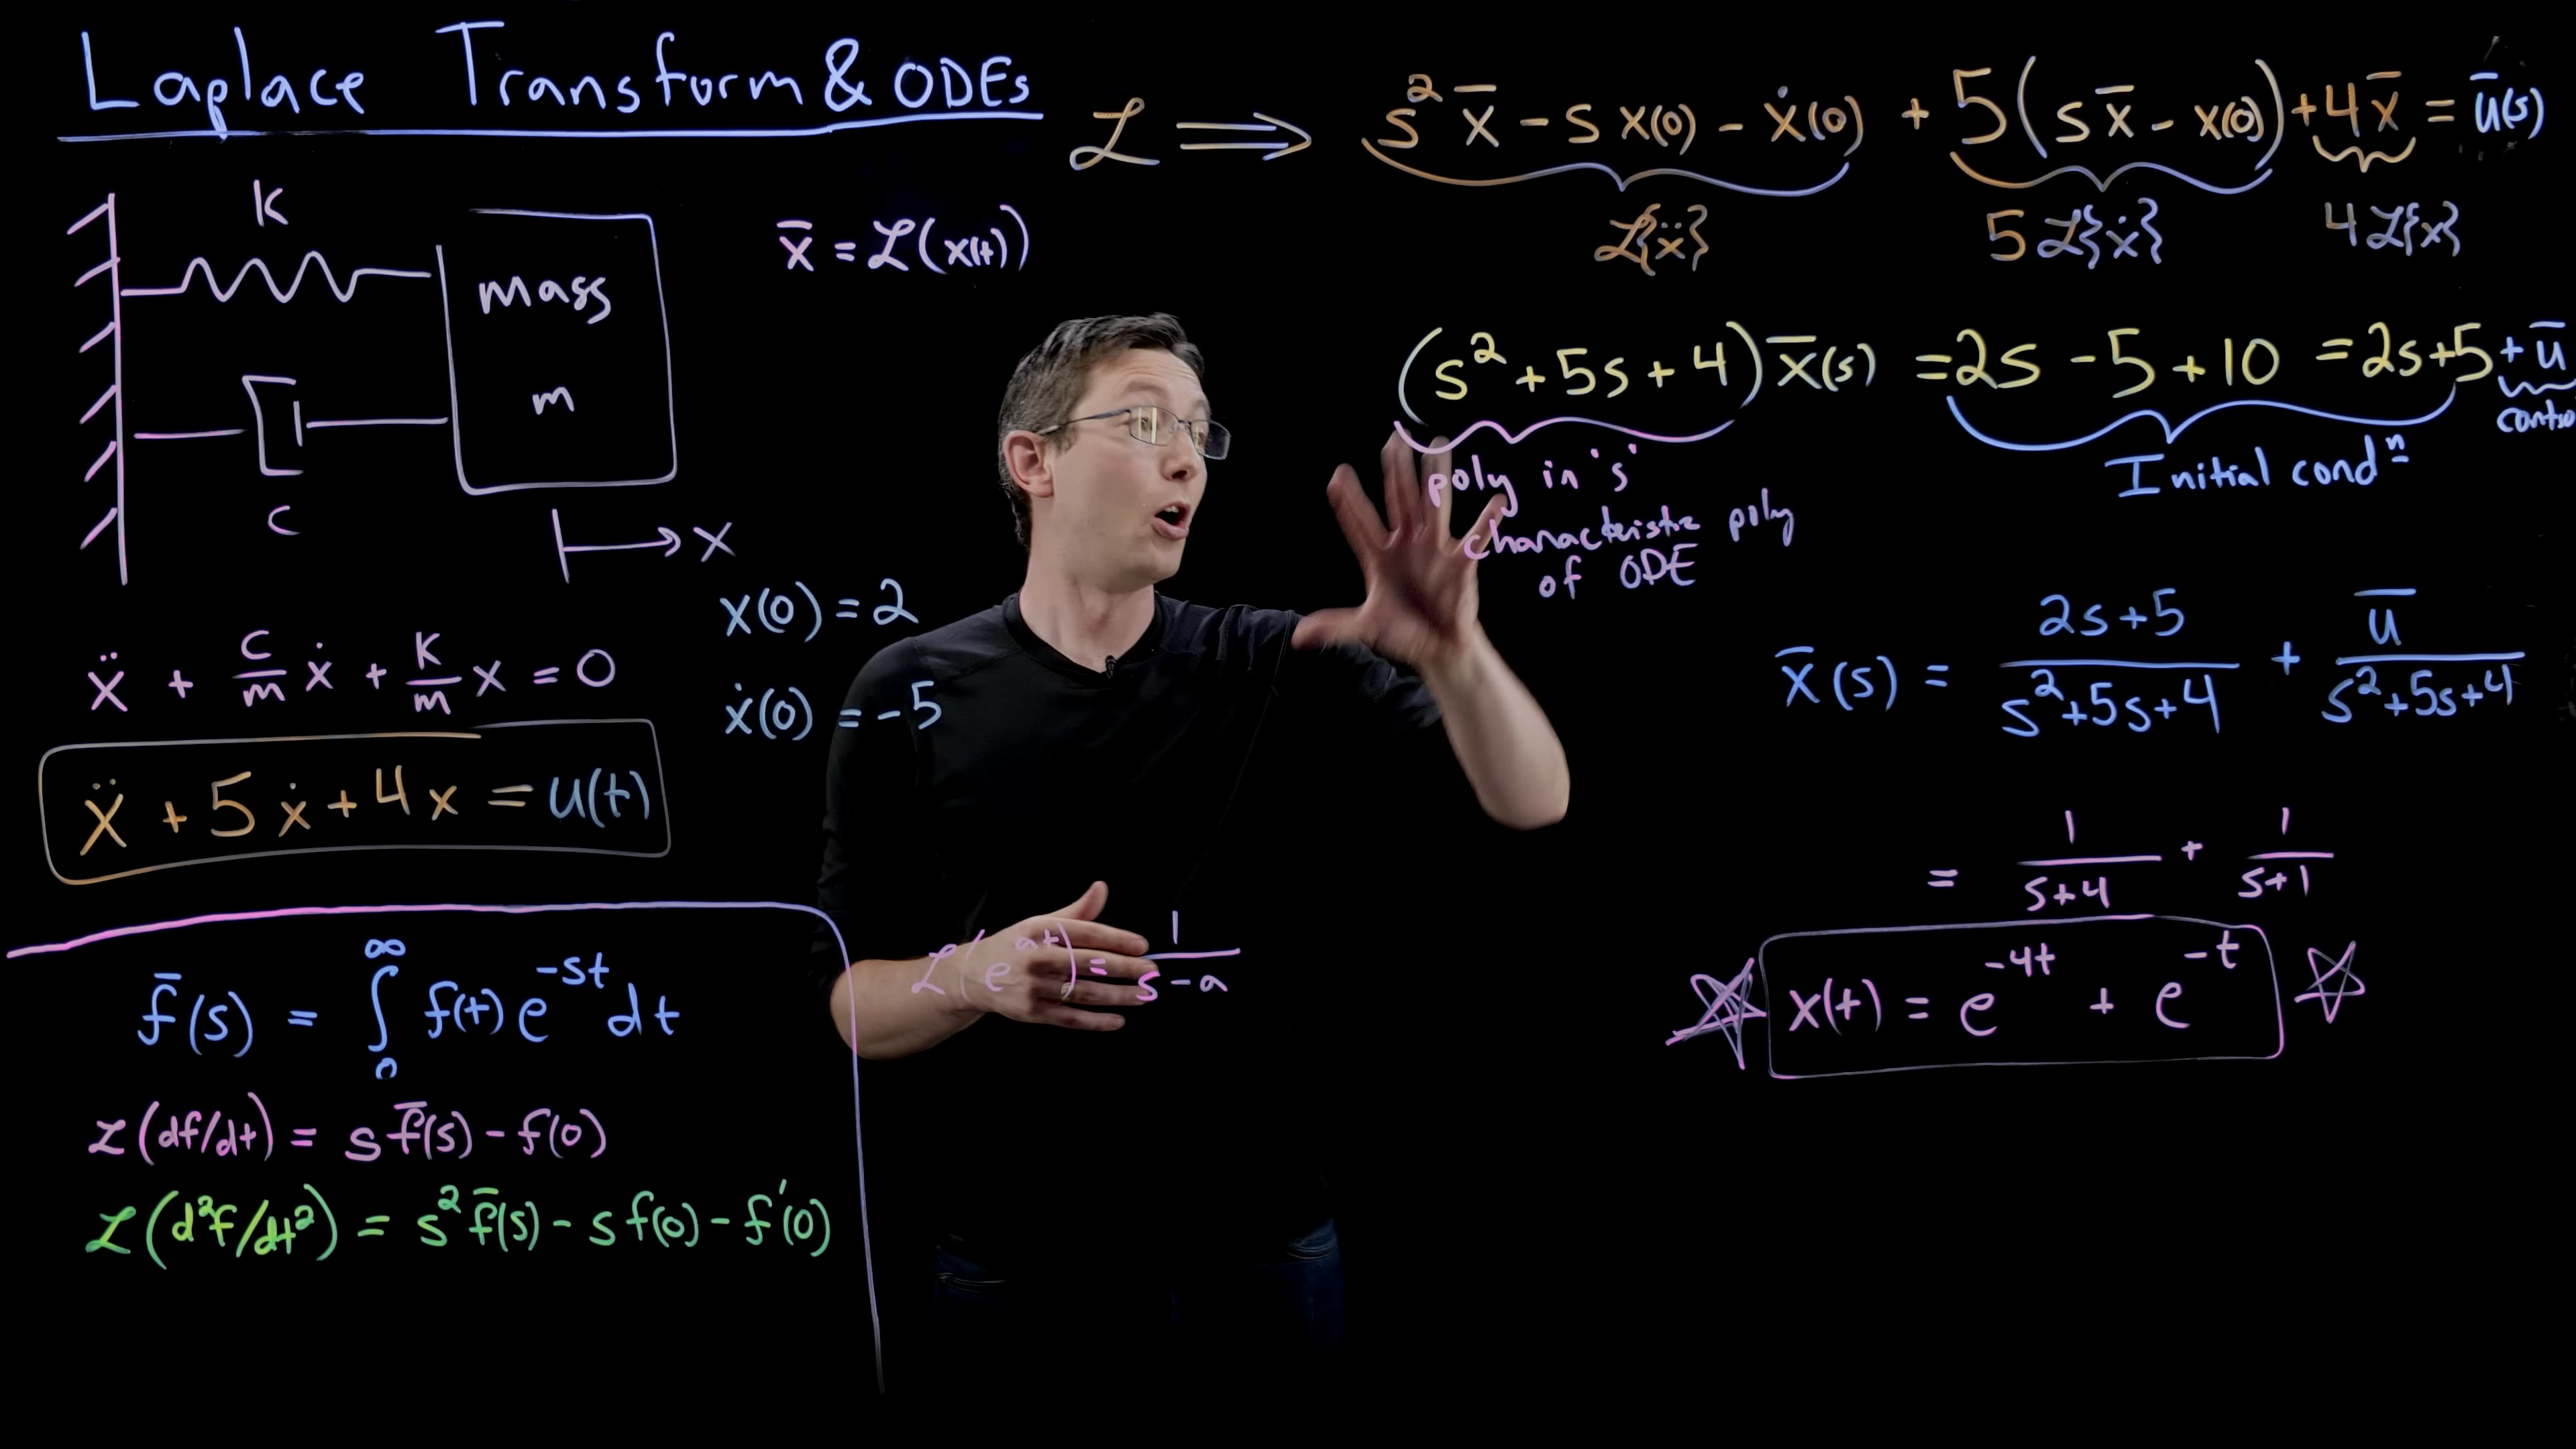 Laplace Transform & ODEs
ℒ ⟹ s² x̄ - s x(0) - ẋ(0) + 5(s x̄ - x(0)) + 4x̄ = ū(s)
ℒ{ẍ} 5ℒ{ẋ} 4ℒ{x}
K
mass
m
c
x
x̄ = ℒ(x(t))
(s² + 5s + 4) x̄(s) = 2s - 5 + 10 = 2s + 5 + ū
poly in 's'
characteristic poly
of ODE
Initial condⁿ
x(0) = 2
ẋ(0) = -5
ẍ + c/m ẋ + K/m x = 0
ẍ + 5ẋ + 4x = u(t)
x̄(s) = 2s+5/s²+5s+4 + ū/s²+5s+4
= 1/s+4 + 1/s+1
x(t) = e^-4t + e^-t
f̄(s) = ∫₀^∞ f(t) e^-st dt
ℒ(e^at) = 1/s-a
ℒ(df/dt) = s f̄(s) - f(0)
ℒ(d²f/dt²) = s² f̄(s) - s f(0) - f'(0)